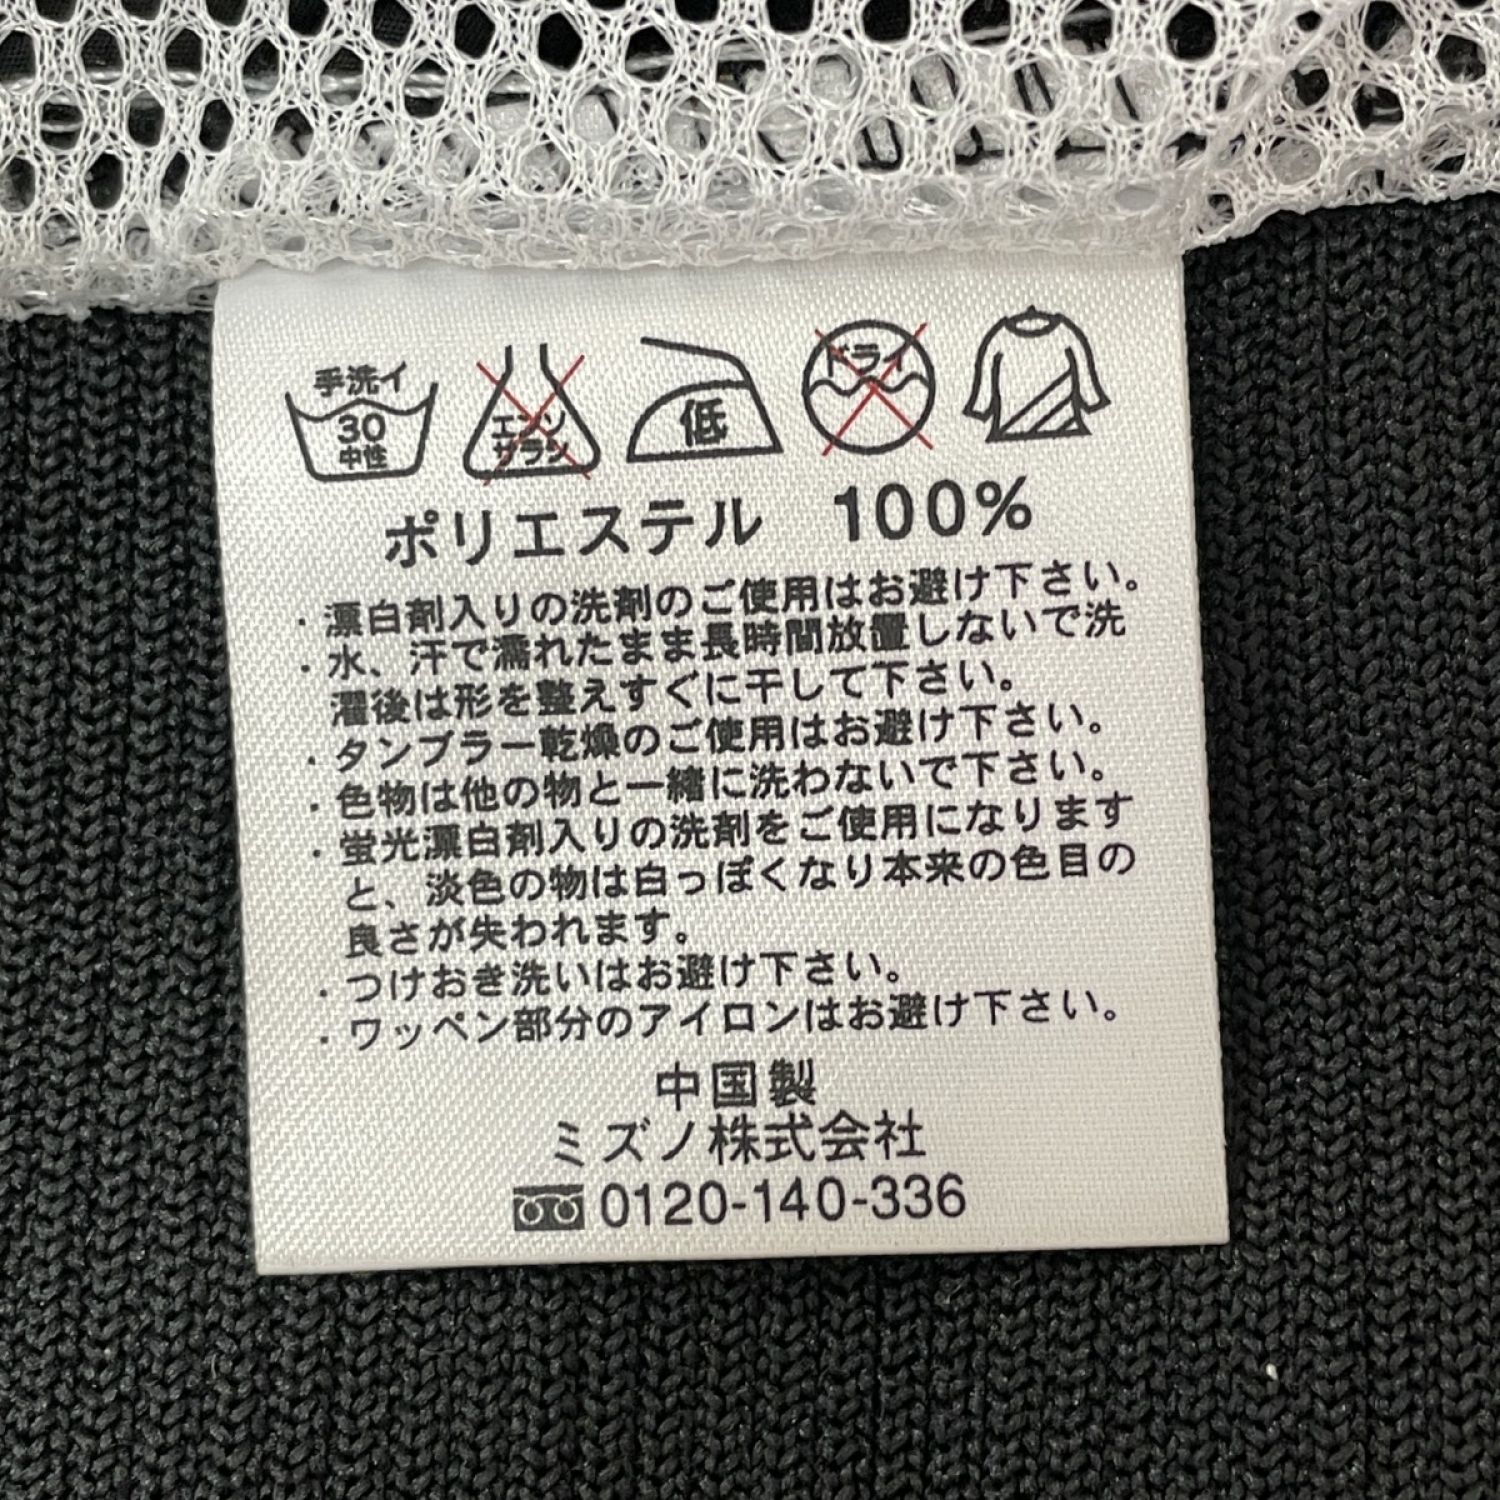 手洗イ
30
中性
エンソ
サラシ
低
ドライ
ポリエステル 100%
・漂白剤入りの洗剤のご使用はお避け下さい。
・水、汗で濡れたまま長時間放置しないで洗
濯後は形を整えすぐに干して下さい。
・タンブラー乾燥のご使用はお避け下さい。
・色物は他の物と一緒に洗わないで下さい。
・蛍光漂白剤入りの洗剤をご使用になります
と、淡色の物は白っぽくなり本来の色目の
良さが失われます。
・つけおき洗いはお避け下さい。
・ワッペン部分のアイロンはお避け下さい。
中国製
ミズノ株式会社
0120-140-336